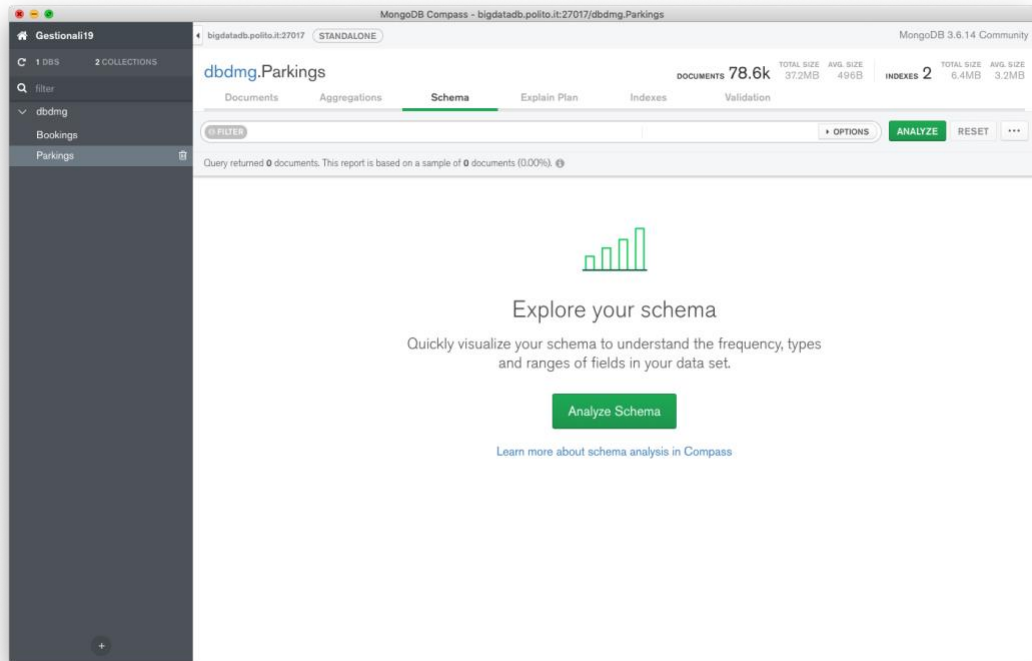 MongoDB Compass - bigdatadb.polito.it:27017/dbdmg.Parkings
Gestionali19
bigdatadb.polito.it:27017 STANDALONE
MongoDB 3.6.14 Community
1 DBS 2 COLLECTIONS
filter
dbdmg
Bookings
Parkings
dbdmg.Parkings
DOCUMENTS 78.6k TOTAL SIZE 37.2MB AVG. SIZE 496B INDEXES 2 TOTAL SIZE 6.4MB AVG. SIZE 3.2MB
Documents Aggregations Schema Explain Plan Indexes Validation
FILTER OPTIONS ANALYZE RESET ...
Query returned 0 documents. This report is based on a sample of 0 documents (0.00%).
Explore your schema
Quickly visualize your schema to understand the frequency, types
and ranges of fields in your data set.
Analyze Schema
Learn more about schema analysis in Compass